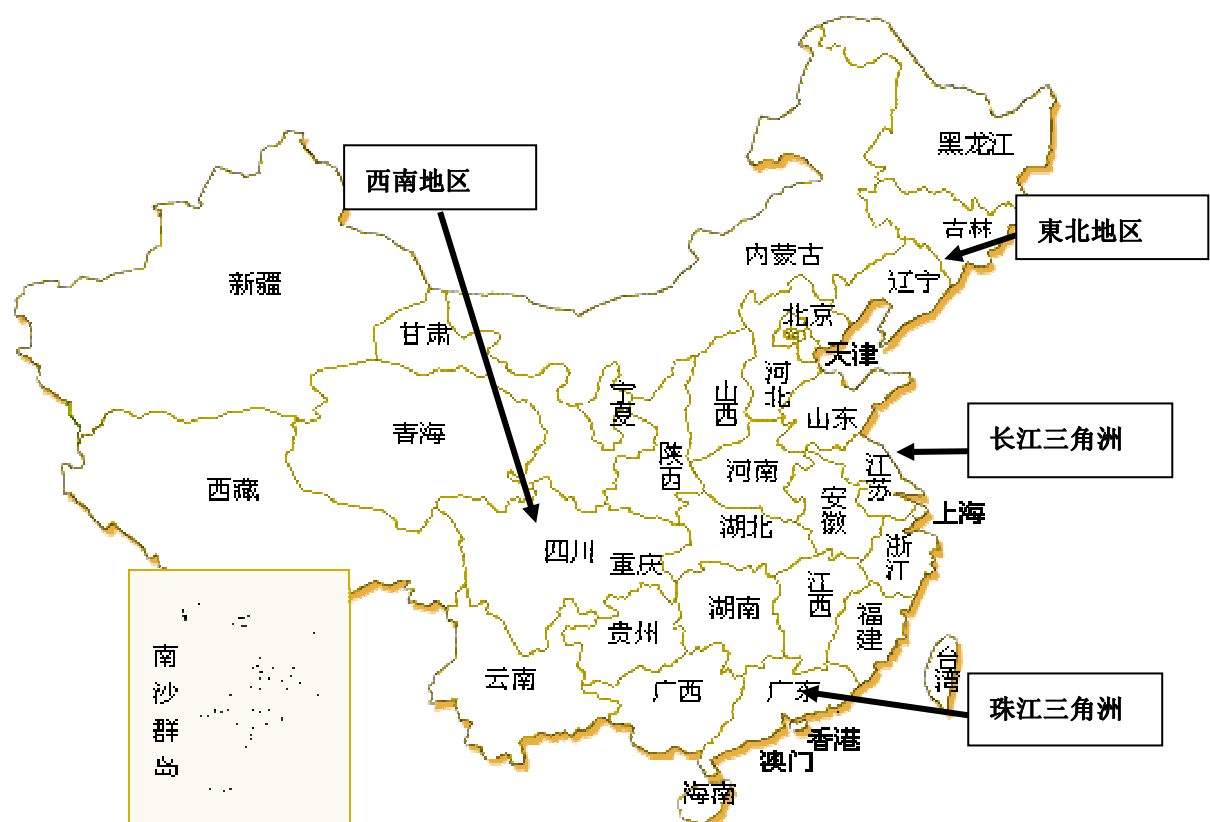 黑龙江
西南地区
吉林
東北地区
内蒙古
新疆
辽宁
北京
甘肃
天津
宁夏
山西
河北
山东
青海
长江三角洲
陕西
河南
江苏
西藏
安徽
上海
湖北
四川
重庆
浙江
江西
湖南
福建
贵州
南沙群岛
台湾
云南
广西
广东
珠江三角洲
香港
澳门
海南